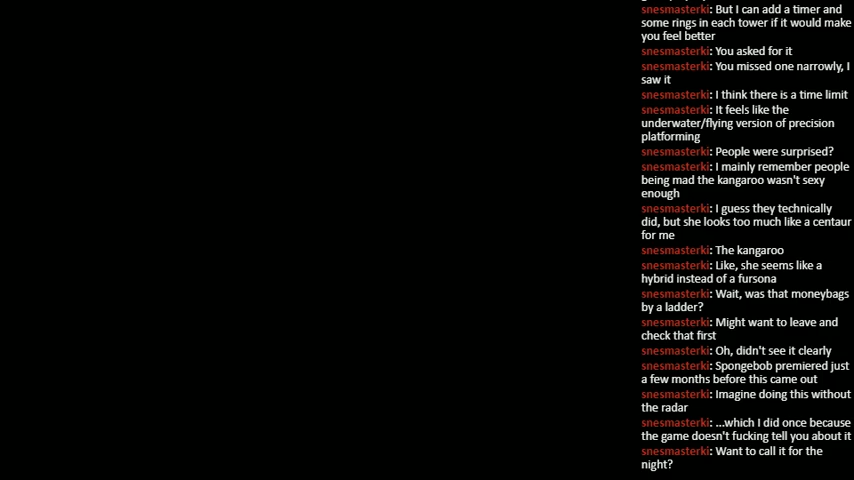 snesmasterki: But I can add a timer and
some rings in each tower if it would make
you feel better
snesmasterki: You asked for it
snesmasterki: You missed one narrowly, I
saw it
snesmasterki: I think there is a time limit
snesmasterki: It feels like the
underwater/flying version of precision
platforming
snesmasterki: People were surprised?
snesmasterki: I mainly remember people
being mad the kangaroo wasn't sexy
enough
snesmasterki: I guess they technically
did, but she looks too much like a centaur
for me
snesmasterki: The kangaroo
snesmasterki: Like, she seems like a
hybrid instead of a fursona
snesmasterki: Wait, was that moneybags
by a ladder?
snesmasterki: Might want to leave and
check that first
snesmasterki: Oh, didn't see it clearly
snesmasterki: Spongebob premiered just
a few months before this came out
snesmasterki: Imagine doing this without
the radar
snesmasterki: ...which I did once because
the game doesn't fucking tell you about it
snesmasterki: Want to call it for the
night?